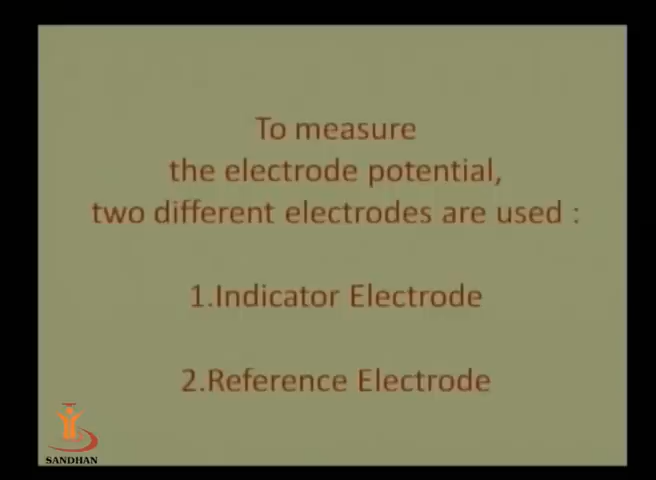 To measure
the electrode potential,
two different electrodes are used :
1.Indicator Electrode
2.Reference Electrode
SANDHAN